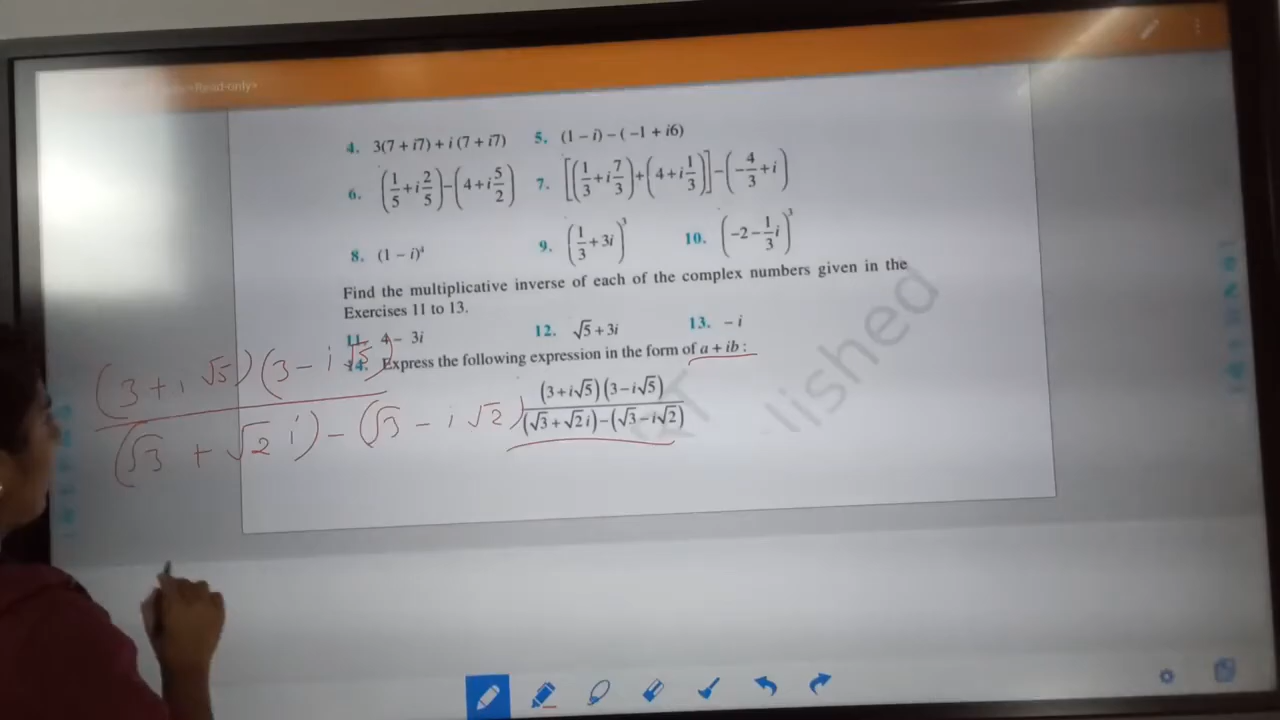 <Read-only>
4. 3(7 + i7) + i (7 + i7) 5. (1 – i) – ( –1 + i6)
6. (1/5 + i 2/5) – (4 + i 5/2) 7. [(1/3 + i 7/3) + (4 + i 1/3)] – (–4/3 + i)
8. (1 – i)⁴ 9. (1/3 + 3i)³ 10. (–2 – 1/3 i)³
Find the multiplicative inverse of each of the complex numbers given in the
Exercises 11 to 13.
11. 4 – 3i 12. √5 + 3i 13. – i
14. Express the following expression in the form of a + ib :
(3 + i√5) (3 – i√5)
(√3 + √2 i) – (√3 – i√2)
(3 + i √5) (3 – i √5)
(√3 + √2 i) – (√3 – i √2)
lished